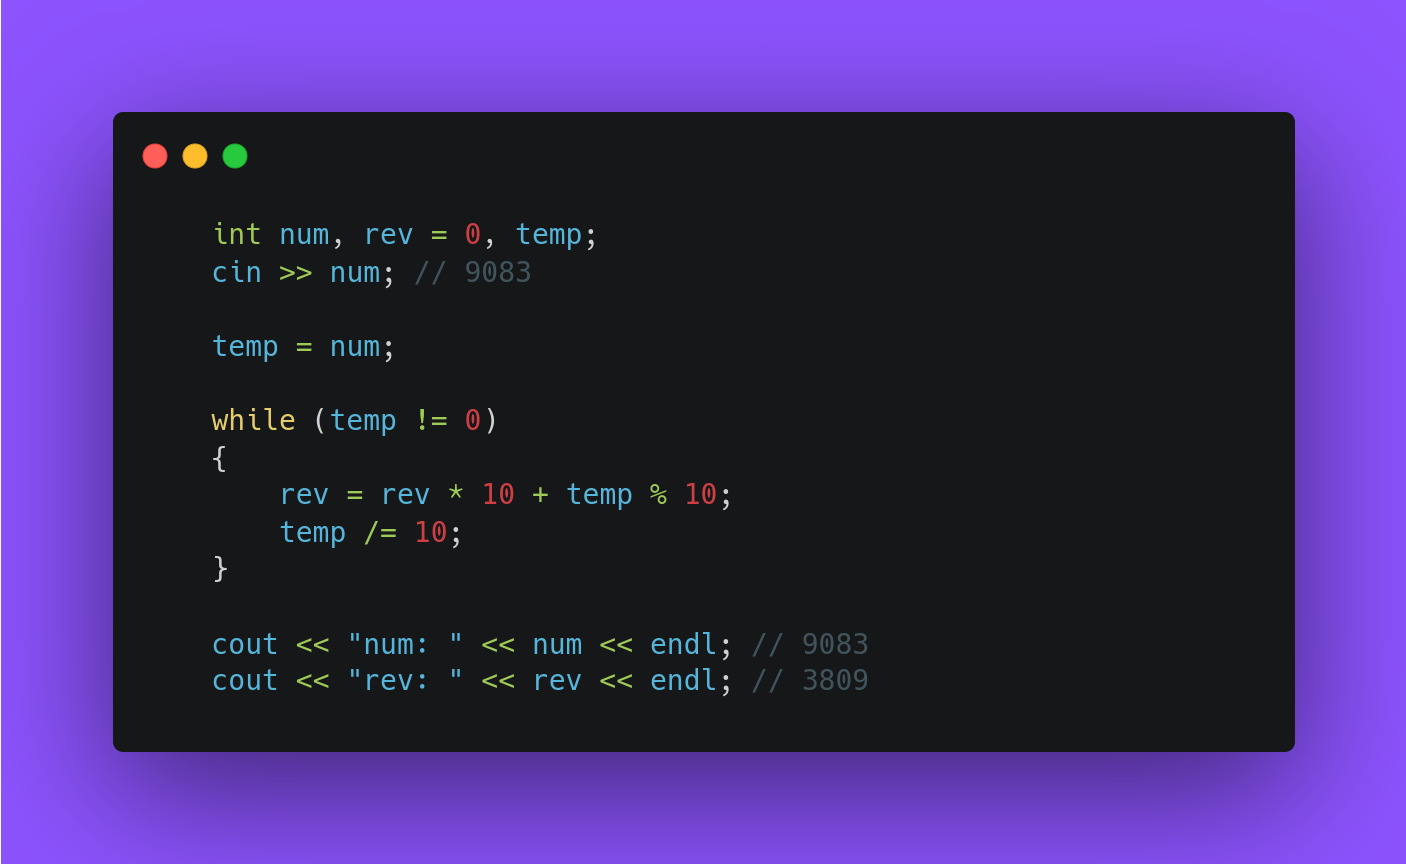 int num, rev = 0, temp;
cin >> num; // 9083
temp = num;
while (temp != 0)
{
rev = rev * 10 + temp % 10;
temp /= 10;
}
cout << "num: " << num << endl; // 9083
cout << "rev: " << rev << endl; // 3809